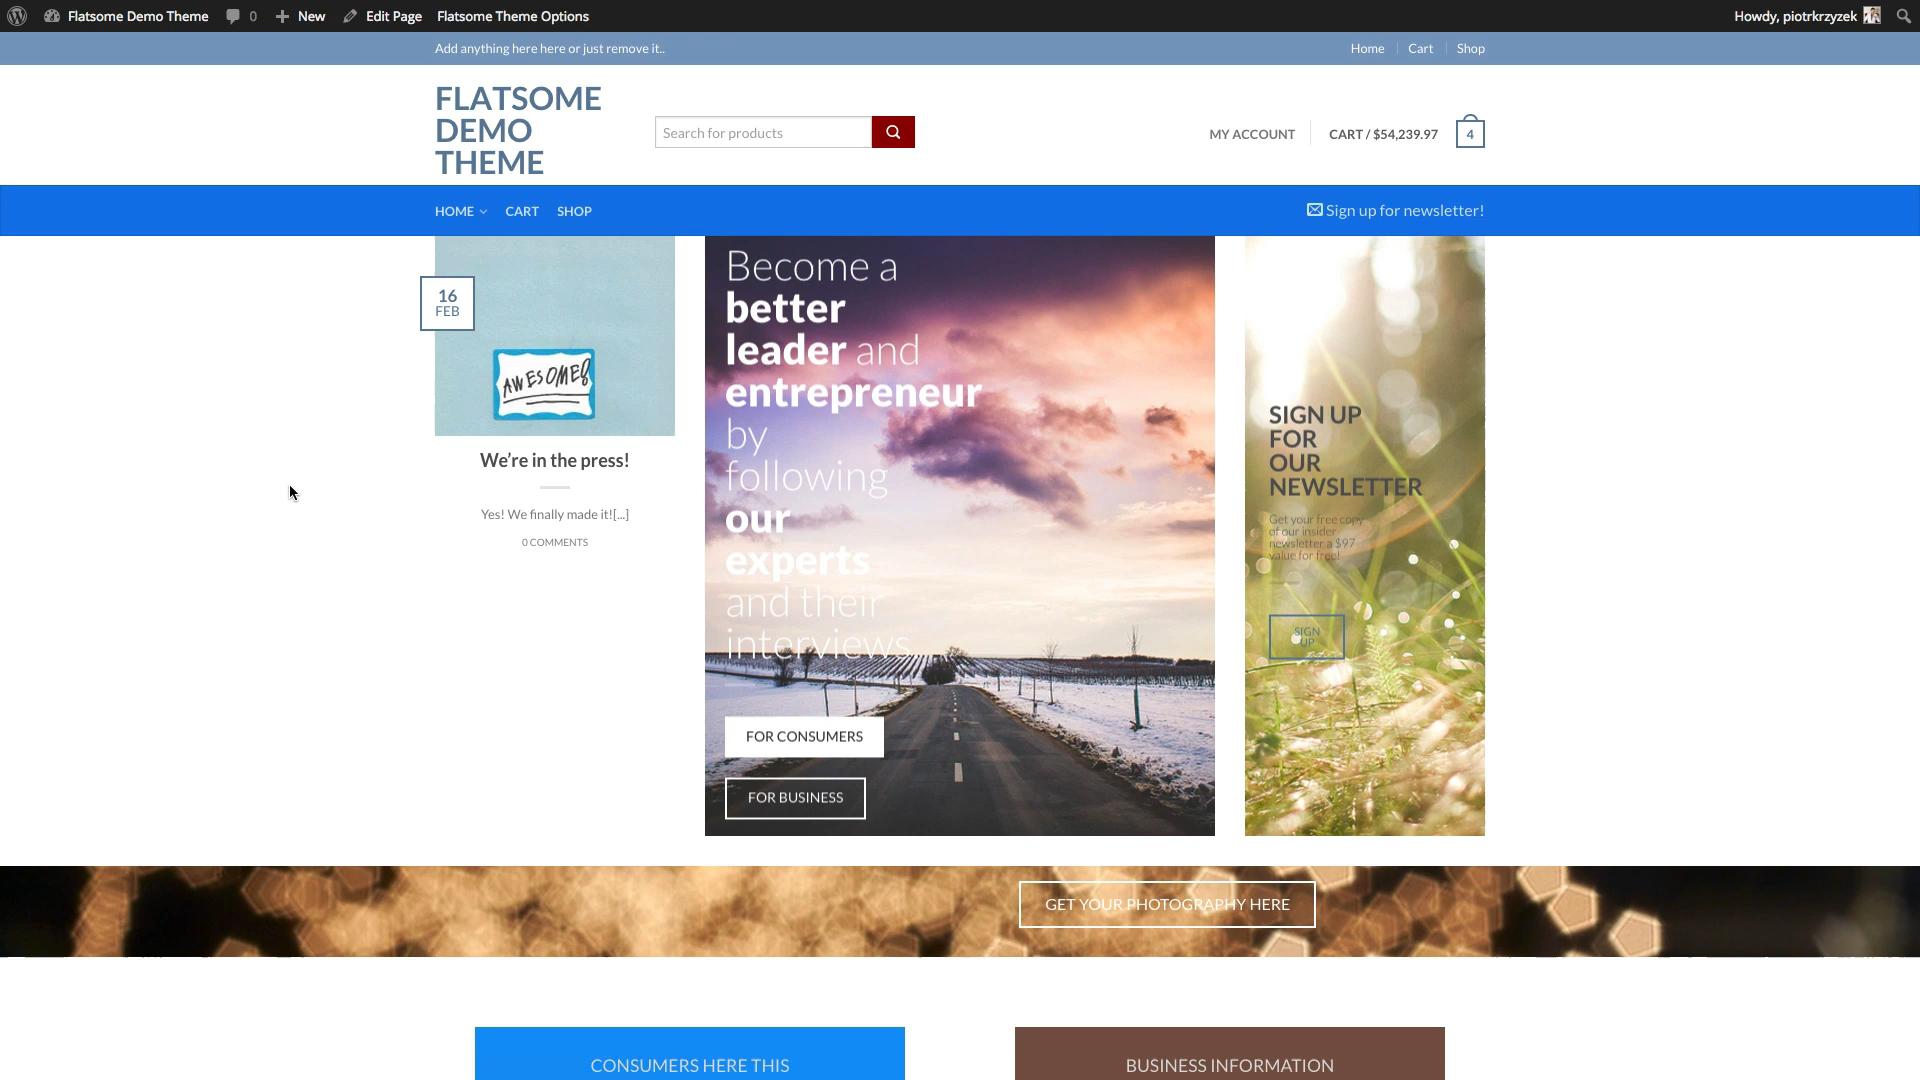 Flatsome Demo Theme 0 New Edit Page Flatsome Theme Options Howdy, piotrkrzyzek
Add anything here here or just remove it.. Home Cart Shop
FLATSOME
DEMO
THEME
Search for products
MY ACCOUNT CART / $54,239.97 4
HOME CART SHOP Sign up for newsletter!
16
FEB
AWESOME!
We're in the press!
Yes! We finally made it![...]
0 COMMENTS
Become a
better
leader and
entrepreneur
by
following
our
experts
and their
interviews...
FOR CONSUMERS
FOR BUSINESS
SIGN UP
FOR
OUR
NEWSLETTER
Get your free copy
of our insider
newsletter a $97
value for free!
SIGN
UP
GET YOUR PHOTOGRAPHY HERE
CONSUMERS HERE THIS
BUSINESS INFORMATION